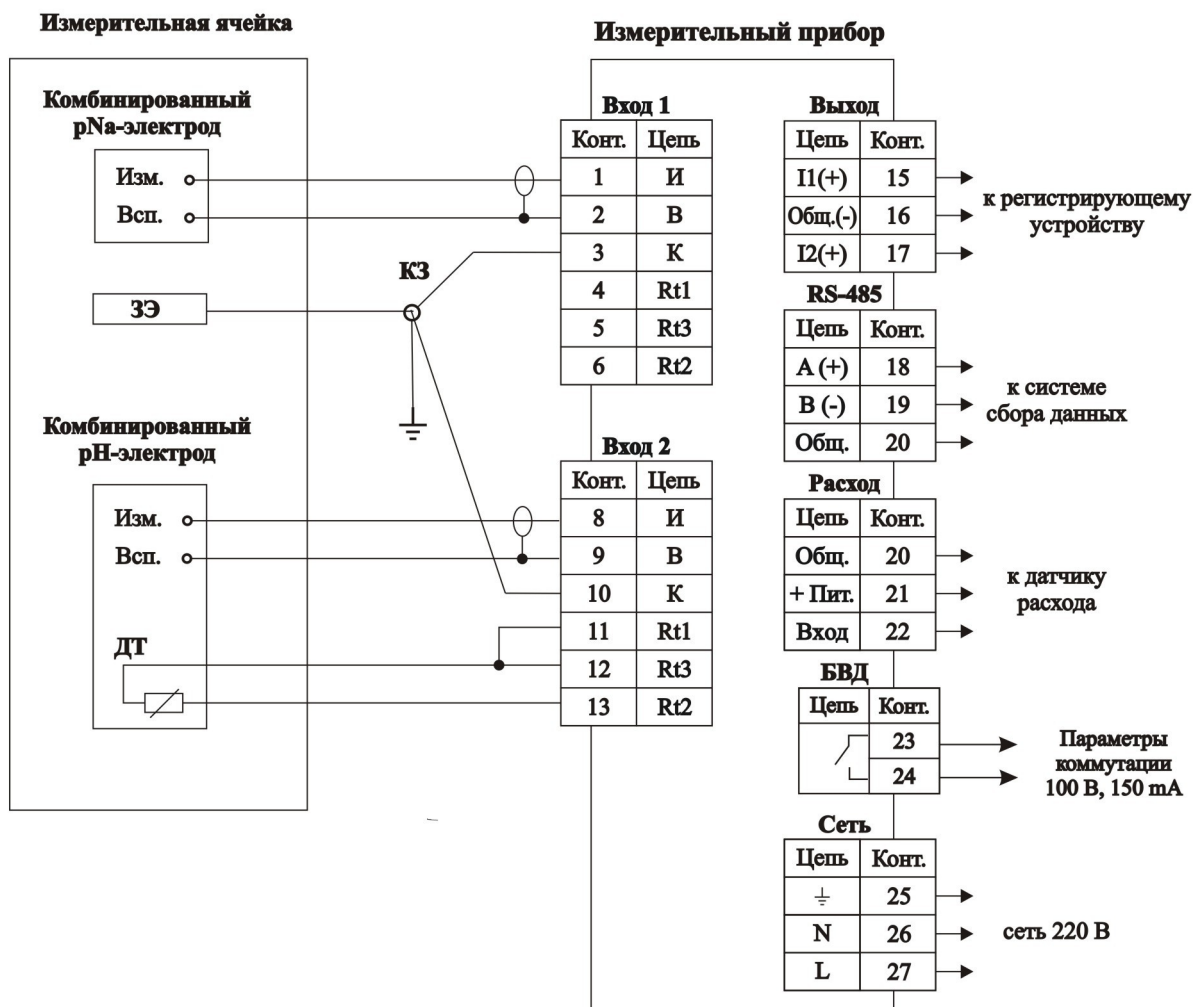 Измерительная ячейка
Комбинированный
pNa-электрод
Изм.
Всп.
ЗЭ
КЗ
Комбинированный
pH-электрод
Изм.
Всп.
ДТ
Измерительный прибор
Вход 1
Конт. Цепь
1 И
2 В
3 К
4 Rt1
5 Rt3
6 Rt2
Вход 2
Конт. Цепь
8 И
9 В
10 К
11 Rt1
12 Rt3
13 Rt2
Выход
Цепь Конт.
I1(+) 15
Общ.(-) 16
I2(+) 17
к регистрирующему
устройству
RS-485
Цепь Конт.
A (+) 18
B (-) 19
Общ. 20
к системе
сбора данных
Расход
Цепь Конт.
Общ. 20
+ Пит. 21
Вход 22
к датчику
расхода
БВД
Цепь Конт.
23
24
Параметры
коммутации
100 В, 150 mA
Сеть
Цепь Конт.
25
N 26
L 27
сеть 220 В